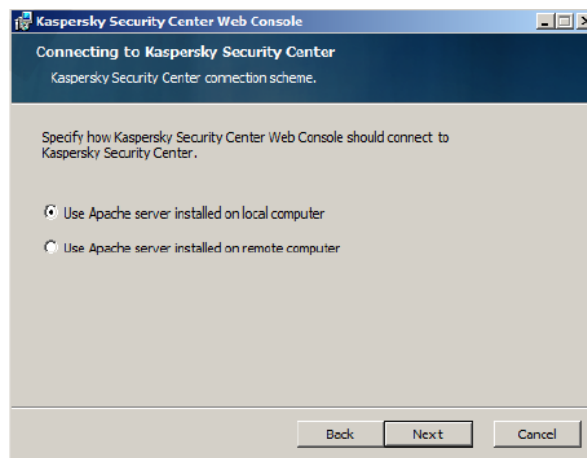 Kaspersky Security Center Web Console
Connecting to Kaspersky Security Center
Kaspersky Security Center connection scheme.
Specify how Kaspersky Security Center Web Console should connect to
Kaspersky Security Center.
Use Apache server installed on local computer
Use Apache server installed on remote computer
Back Next Cancel